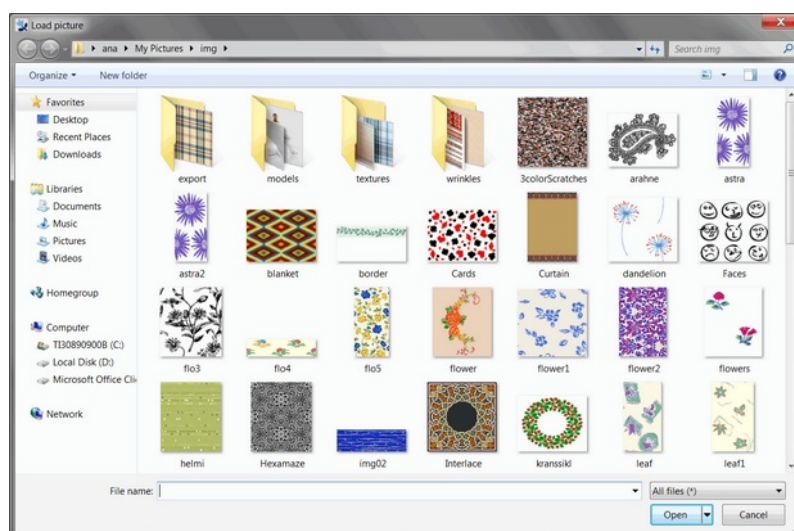 Load picture
ana My Pictures img
Search img
Organize New folder
Favorites
Desktop
Recent Places
Downloads
Libraries
Documents
Music
Pictures
Videos
Homegroup
Computer
TI30890900B (C:)
Local Disk (D:)
Microsoft Office Cli
Network
export models textures wrinkles 3colorScratches arahne astra
astra2 blanket border Cards Curtain dandelion Faces
flo3 flo4 flo5 flower flower1 flower2 flowers
helmi Hexamaze img02 Interlace kranssikl leaf leaf1
File name: All files (*)
Open Cancel